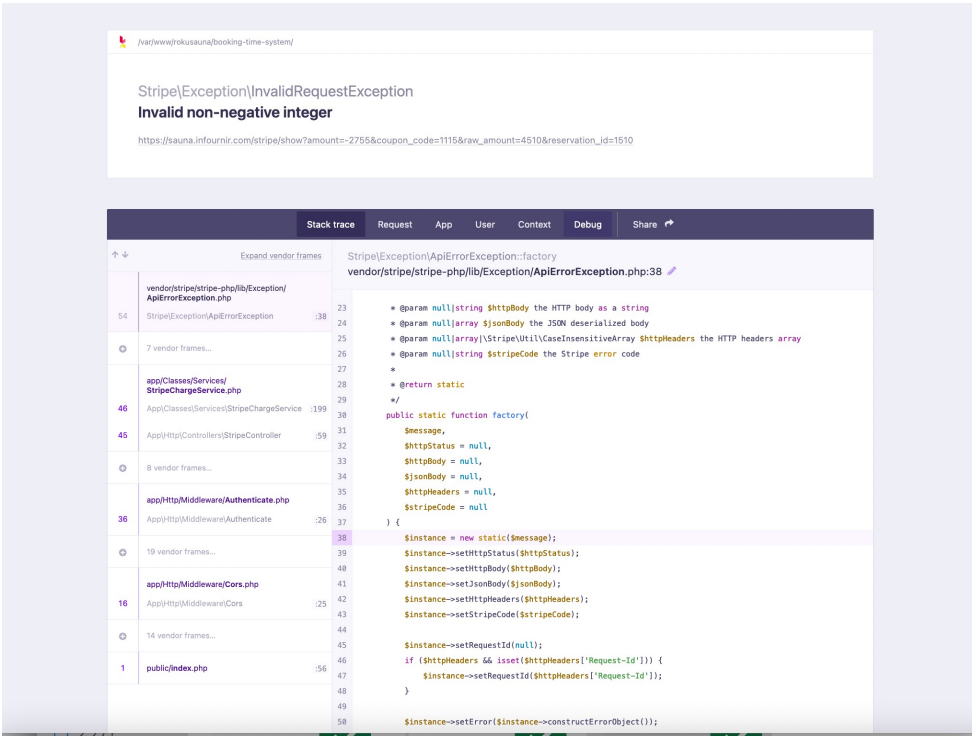 /var/www/rokusauna/booking-time-system/
Stripe\Exception\InvalidRequestException
Invalid non-negative integer
https://sauna.infournir.com/stripe/show?amount=-2755&coupon_code=1115&raw_amount=4510&reservation_id=1510
Stack trace Request App User Context Debug Share
Expand vendor frames
vendor/stripe/stripe-php/lib/Exception/
ApiErrorException.php
54 Stripe\Exception\ApiErrorException :38
7 vendor frames...
app/Classes/Services/
StripeChargeService.php
46 App\Classes\Services\StripeChargeService :199
45 App\Http\Controllers\StripeController :59
8 vendor frames...
app/Http/Middleware/Authenticate.php
36 App\Http\Middleware\Authenticate :26
19 vendor frames...
app/Http/Middleware/Cors.php
16 App\Http\Middleware\Cors :25
14 vendor frames...
1 public/index.php :56
Stripe\Exception\ApiErrorException::factory
vendor/stripe/stripe-php/lib/Exception/ApiErrorException.php:38
23 * @param null|string $httpBody the HTTP body as a string
24 * @param null|array $jsonBody the JSON deserialized body
25 * @param null|array|\Stripe\Util\CaseInsensitiveArray $httpHeaders the HTTP headers array
26 * @param null|string $stripeCode the Stripe error code
27 *
28 * @return static
29 */
30 public static function factory(
31 $message,
32 $httpStatus = null,
33 $httpBody = null,
34 $jsonBody = null,
35 $httpHeaders = null,
36 $stripeCode = null
37 ) {
38 $instance = new static($message);
39 $instance->setHttpStatus($httpStatus);
40 $instance->setHttpBody($httpBody);
41 $instance->setJsonBody($jsonBody);
42 $instance->setHttpHeaders($httpHeaders);
43 $instance->setStripeCode($stripeCode);
44
45 $instance->setRequestId(null);
46 if ($httpHeaders && isset($httpHeaders['Request-Id'])) {
47 $instance->setRequestId($httpHeaders['Request-Id']);
48 }
49
50 $instance->setError($instance->constructErrorObject());